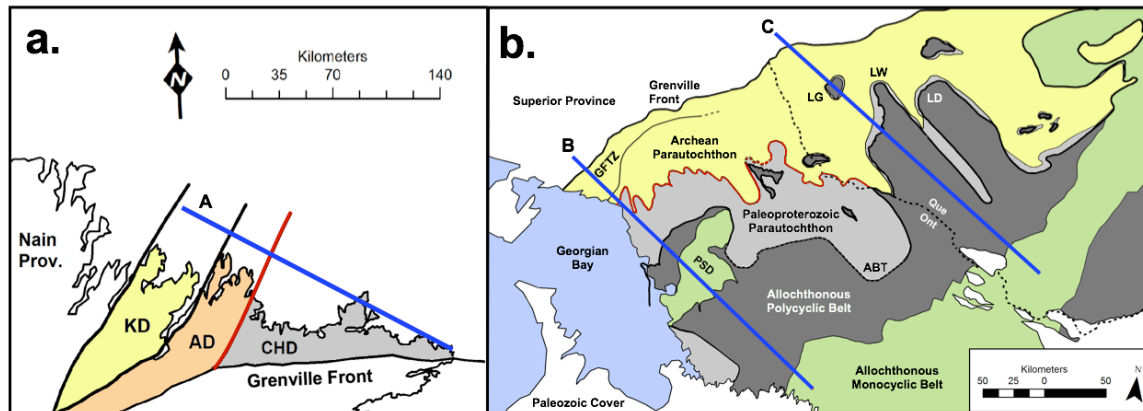 a.
N
Kilometers
0 35 70 140
A
Nain
Prov.
KD
AD
CHD
Grenville Front
b.
C
Grenville
Front
Superior Province
LG
LW
LD
B
GFTZ
Archean
Parautochthon
Paleoproterozoic
Parautochthon
Que
Ont
Georgian
Bay
PSD
ABT
Allochthonous
Polycyclic Belt
Allochthonous
Monocyclic Belt
Paleozoic Cover
Kilometers
50 25 0 50
N